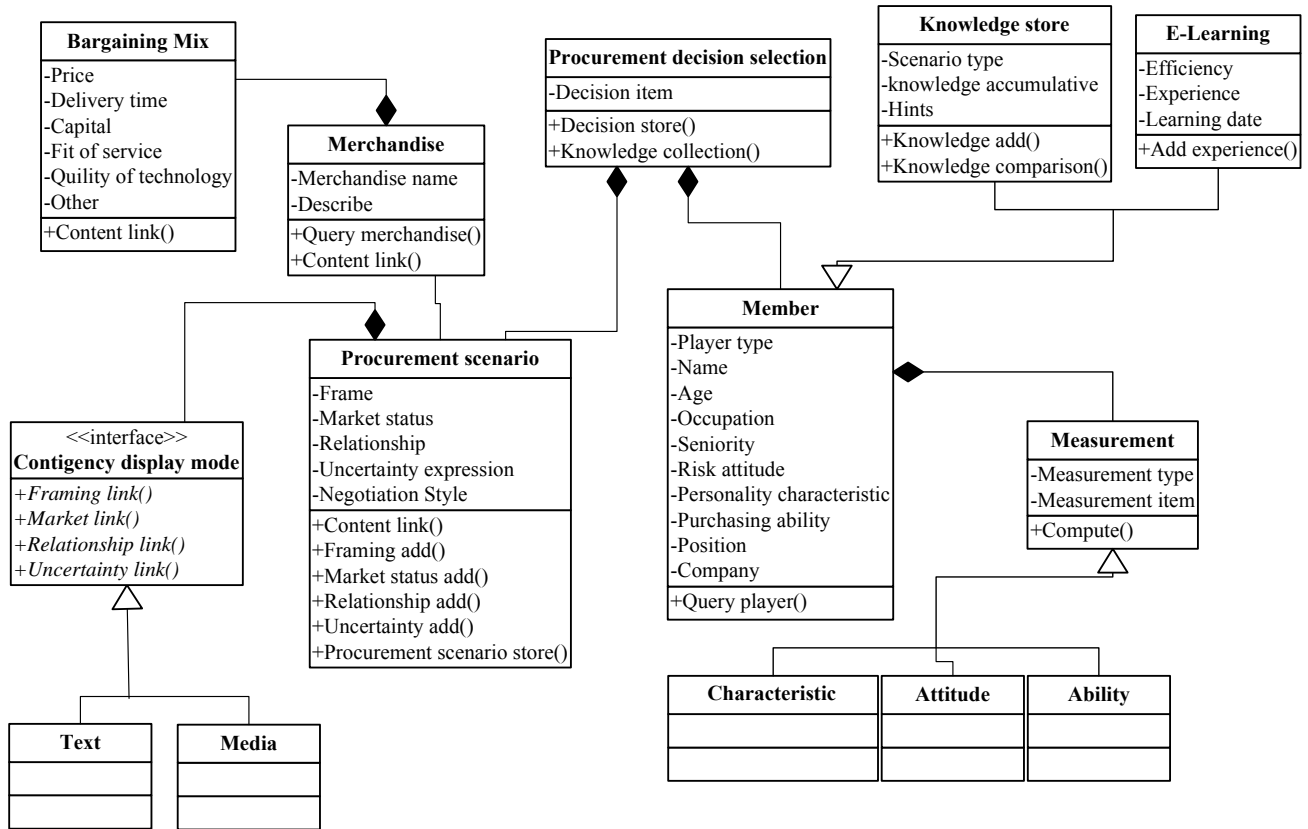 Bargaining Mix
-Price
-Delivery time
-Capital
-Fit of service
-Quility of technology
-Other
+Content link()
Merchandise
-Merchandise name
-Describe
+Query merchandise()
+Content link()
Procurement decision selection
-Decision item
+Decision store()
+Knowledge collection()
Knowledge store
-Scenario type
-knowledge accumulative
-Hints
+Knowledge add()
+Knowledge comparison()
E-Learning
-Efficiency
-Experience
-Learning date
+Add experience()
<<interface>>
Contigency display mode
+Framing link()
+Market link()
+Relationship link()
+Uncertainty link()
Procurement scenario
-Frame
-Market status
-Relationship
-Uncertainty expression
-Negotiation Style
+Content link()
+Framing add()
+Market status add()
+Relationship add()
+Uncertainty add()
+Procurement scenario store()
Member
-Player type
-Name
-Age
-Occupation
-Seniority
-Risk attitude
-Personality characteristic
-Purchasing ability
-Position
-Company
+Query player()
Measurement
-Measurement type
-Measurement item
+Compute()
Text
Media
Characteristic
Attitude
Ability